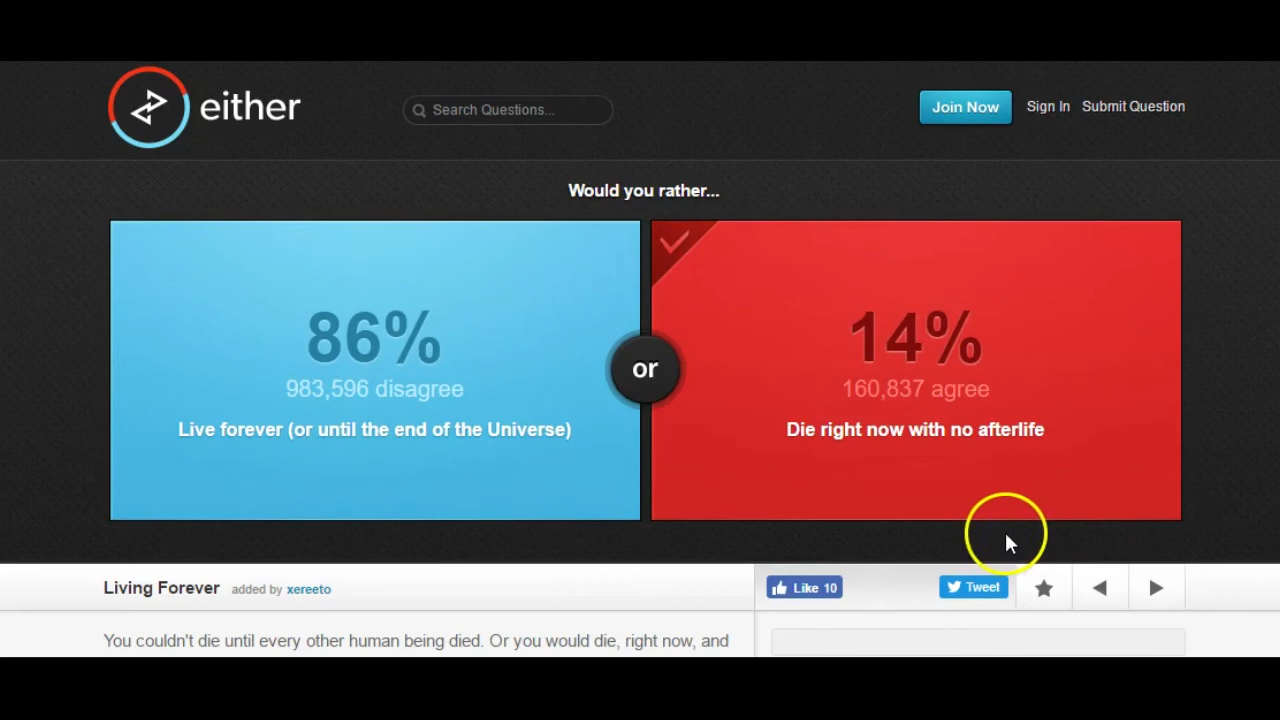 either
Search Questions...
Join Now
Sign In
Submit Question
Would you rather...
86%
983,596 disagree
Live forever (or until the end of the Universe)
or
14%
160,837 agree
Die right now with no afterlife
Living Forever added by xereeto
Like 10
Tweet
You couldn't die until every other human being died. Or you would die, right now, and